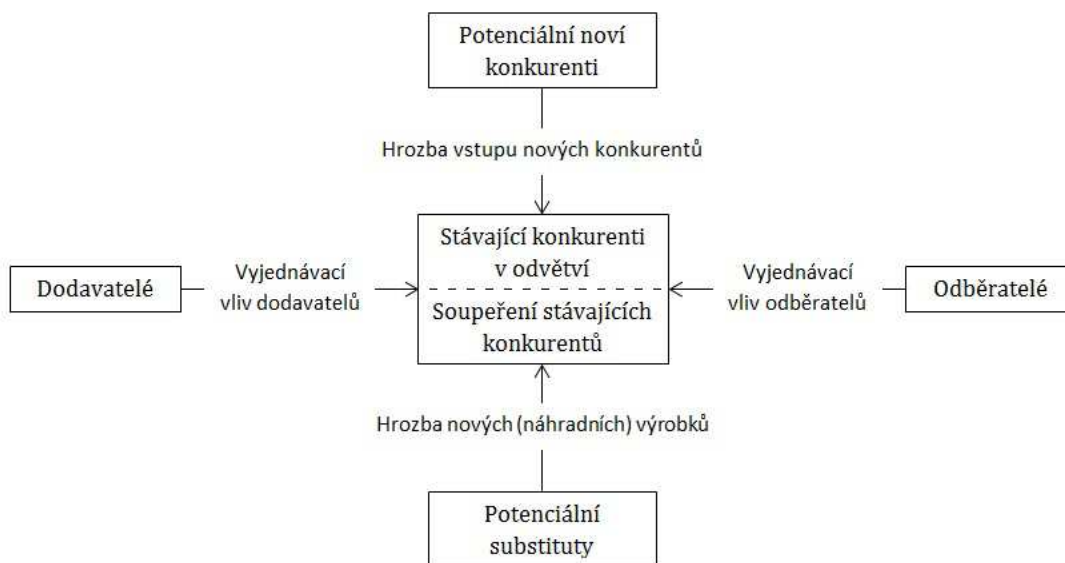 Potenciální noví
konkurenti
Hrozba vstupu nových konkurentů
Dodavatelé
Vyjednávací
vliv dodavatelů
Stávající konkurenti
v odvětví
Soupeření stávajících
konkurentů
Vyjednávací
vliv odběratelů
Odběratelé
Hrozba nových (náhradních) výrobků
Potenciální
substituty